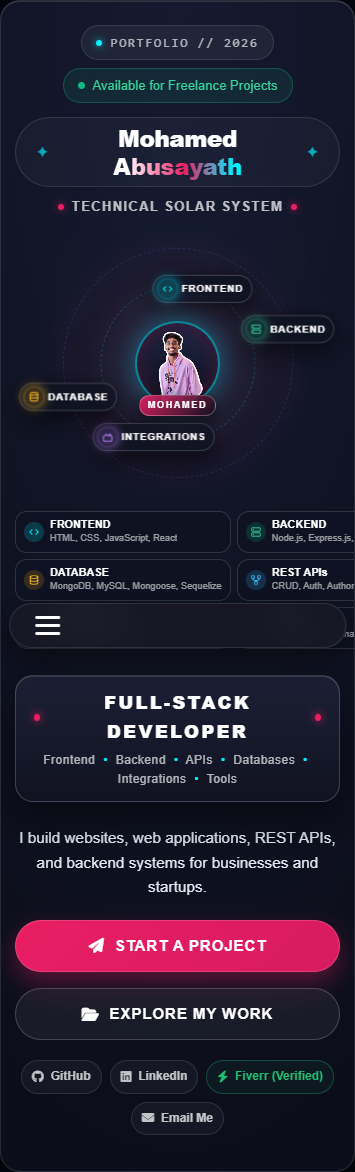 PORTFOLIO // 2026
Available for Freelance Projects
Mohamed
Abusayath
TECHNICAL SOLAR SYSTEM
FRONTEND
BACKEND
MOHAMED
DATABASE
INTEGRATIONS
FRONTEND
HTML, CSS, JavaScript, React
BACKEND
Node.js, Express.js,
DATABASE
MongoDB, MySQL, Mongoose, Sequelize
REST APIs
CRUD, Auth, Author
FULL-STACK
DEVELOPER
Frontend • Backend • APIs • Databases •
Integrations • Tools
I build websites, web applications, REST APIs,
and backend systems for businesses and
startups.
START A PROJECT
EXPLORE MY WORK
GitHub
LinkedIn
Fiverr (Verified)
Email Me